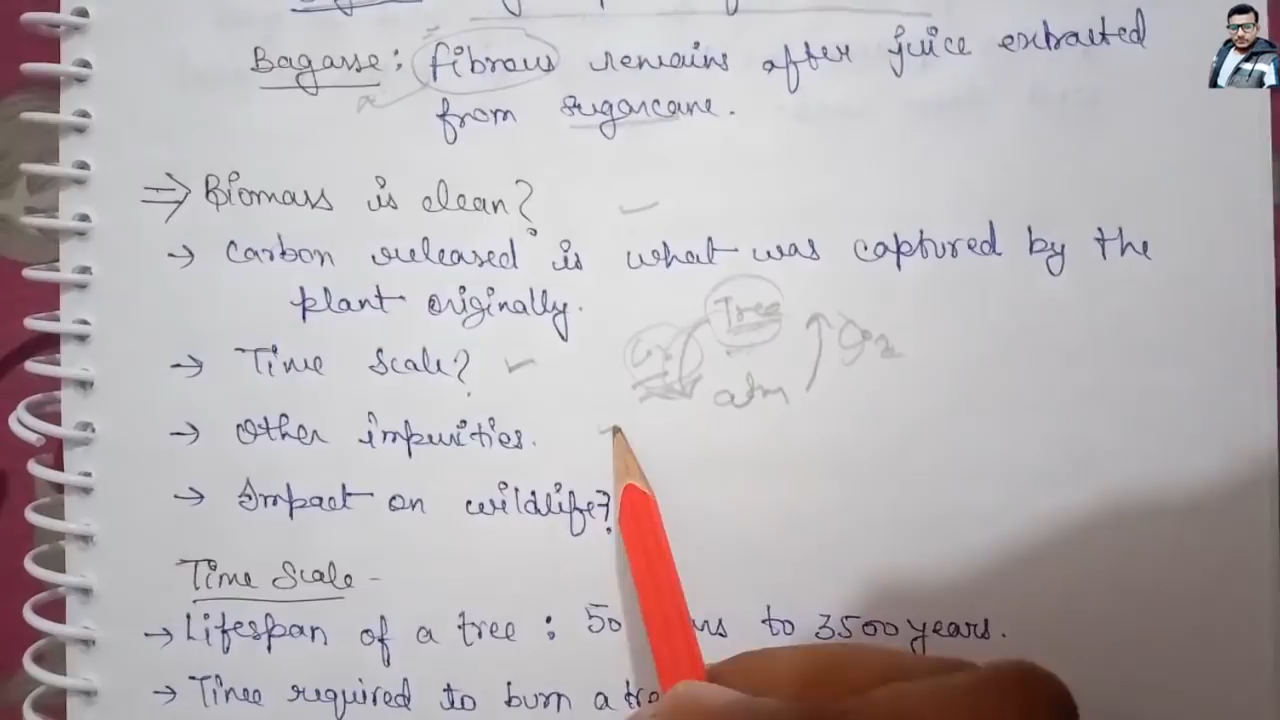 Bagasse: fibrous remains after juice extracted
from sugarcane.
⇒ Biomass is clean?
→ Carbon released is what was captured by the
plant originally.
Tree
→ Time Scale?
atm
→ Other impurities.
→ Impact on wildlife?
Time Scale -
→ Lifespan of a tree : 50 to 3500 years.
→ Time required to burn a